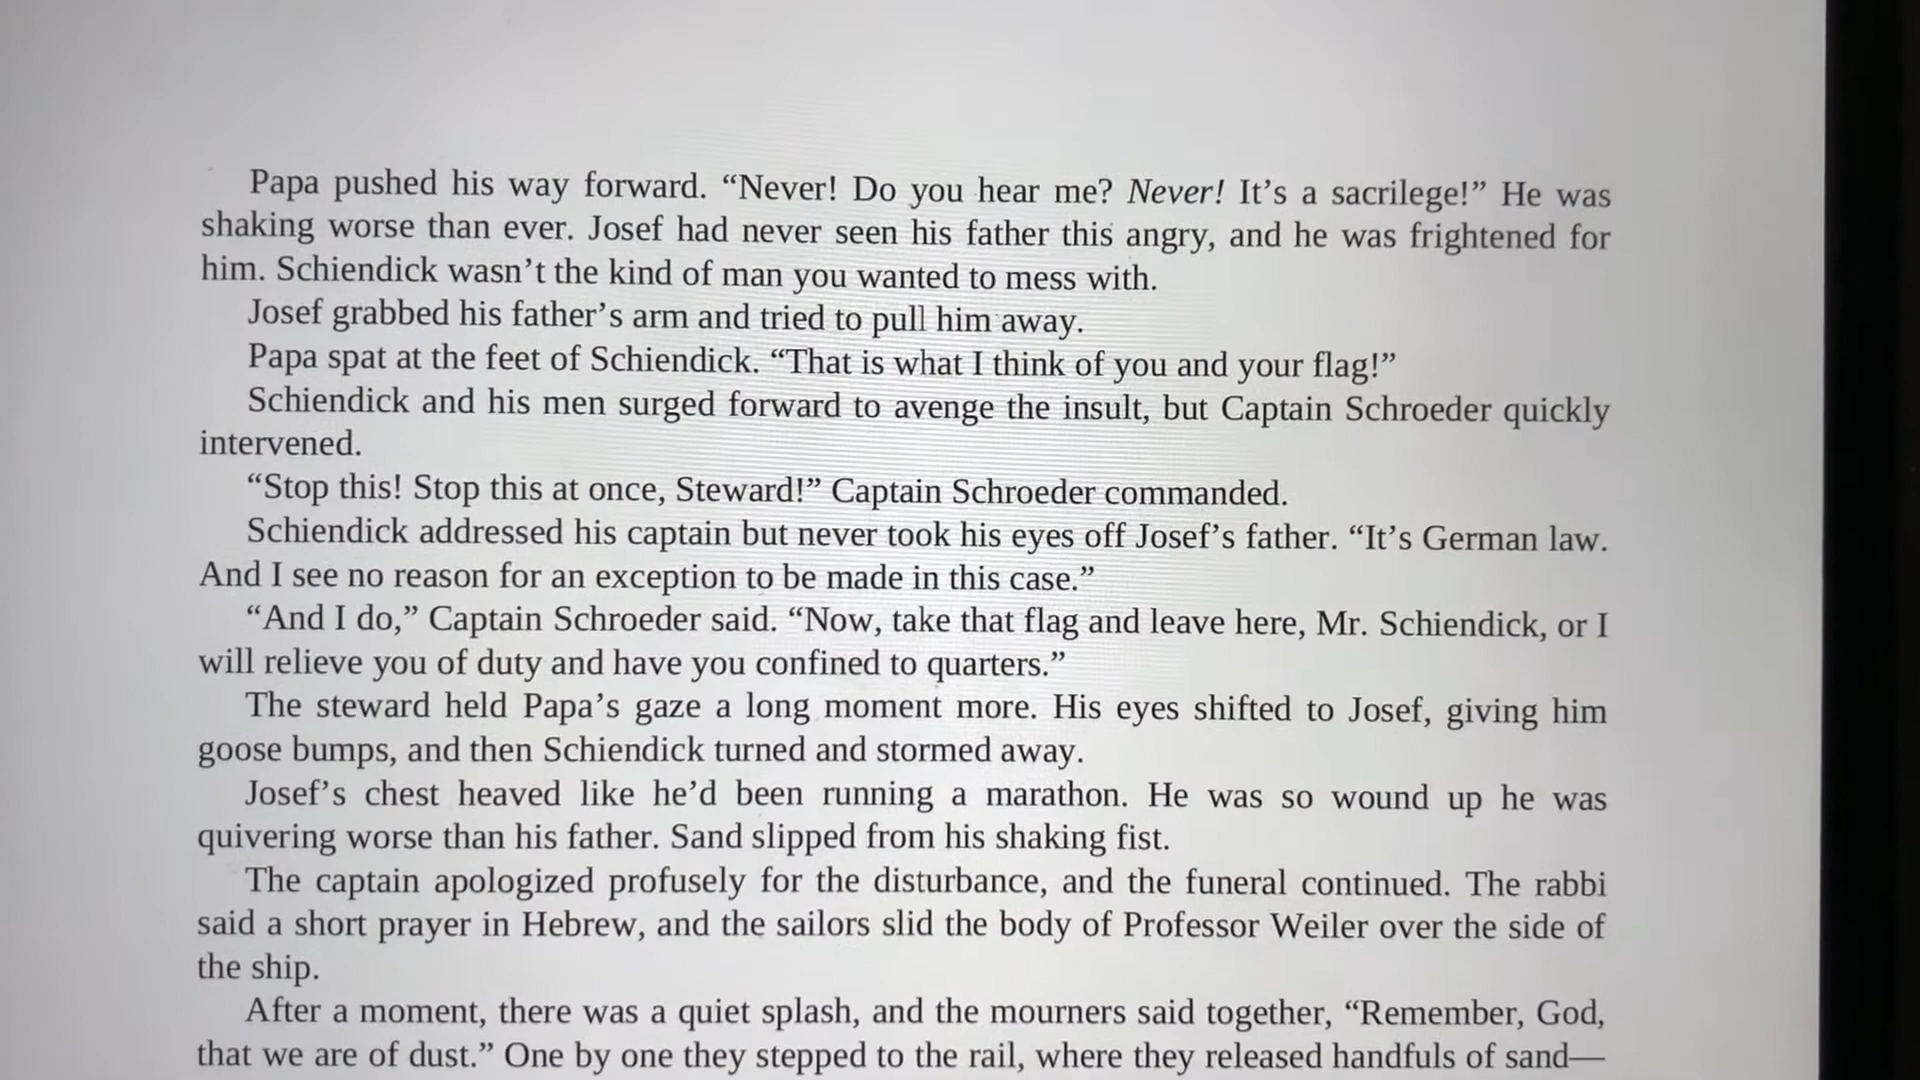 Papa pushed his way forward. “Never! Do you hear me? Never! It’s a sacrilege!” He was
shaking worse than ever. Josef had never seen his father this angry, and he was frightened for
him. Schiendick wasn’t the kind of man you wanted to mess with.
Josef grabbed his father’s arm and tried to pull him away.
Papa spat at the feet of Schiendick. “That is what I think of you and your flag!”
Schiendick and his men surged forward to avenge the insult, but Captain Schroeder quickly
intervened.
“Stop this! Stop this at once, Steward!” Captain Schroeder commanded.
Schiendick addressed his captain but never took his eyes off Josef’s father. “It’s German law.
And I see no reason for an exception to be made in this case.”
“And I do,” Captain Schroeder said. “Now, take that flag and leave here, Mr. Schiendick, or I
will relieve you of duty and have you confined to quarters.”
The steward held Papa’s gaze a long moment more. His eyes shifted to Josef, giving him
goose bumps, and then Schiendick turned and stormed away.
Josef’s chest heaved like he’d been running a marathon. He was so wound up he was
quivering worse than his father. Sand slipped from his shaking fist.
The captain apologized profusely for the disturbance, and the funeral continued. The rabbi
said a short prayer in Hebrew, and the sailors slid the body of Professor Weiler over the side of
the ship.
After a moment, there was a quiet splash, and the mourners said together, “Remember, God,
that we are of dust.” One by one they stepped to the rail, where they released handfuls of sand—